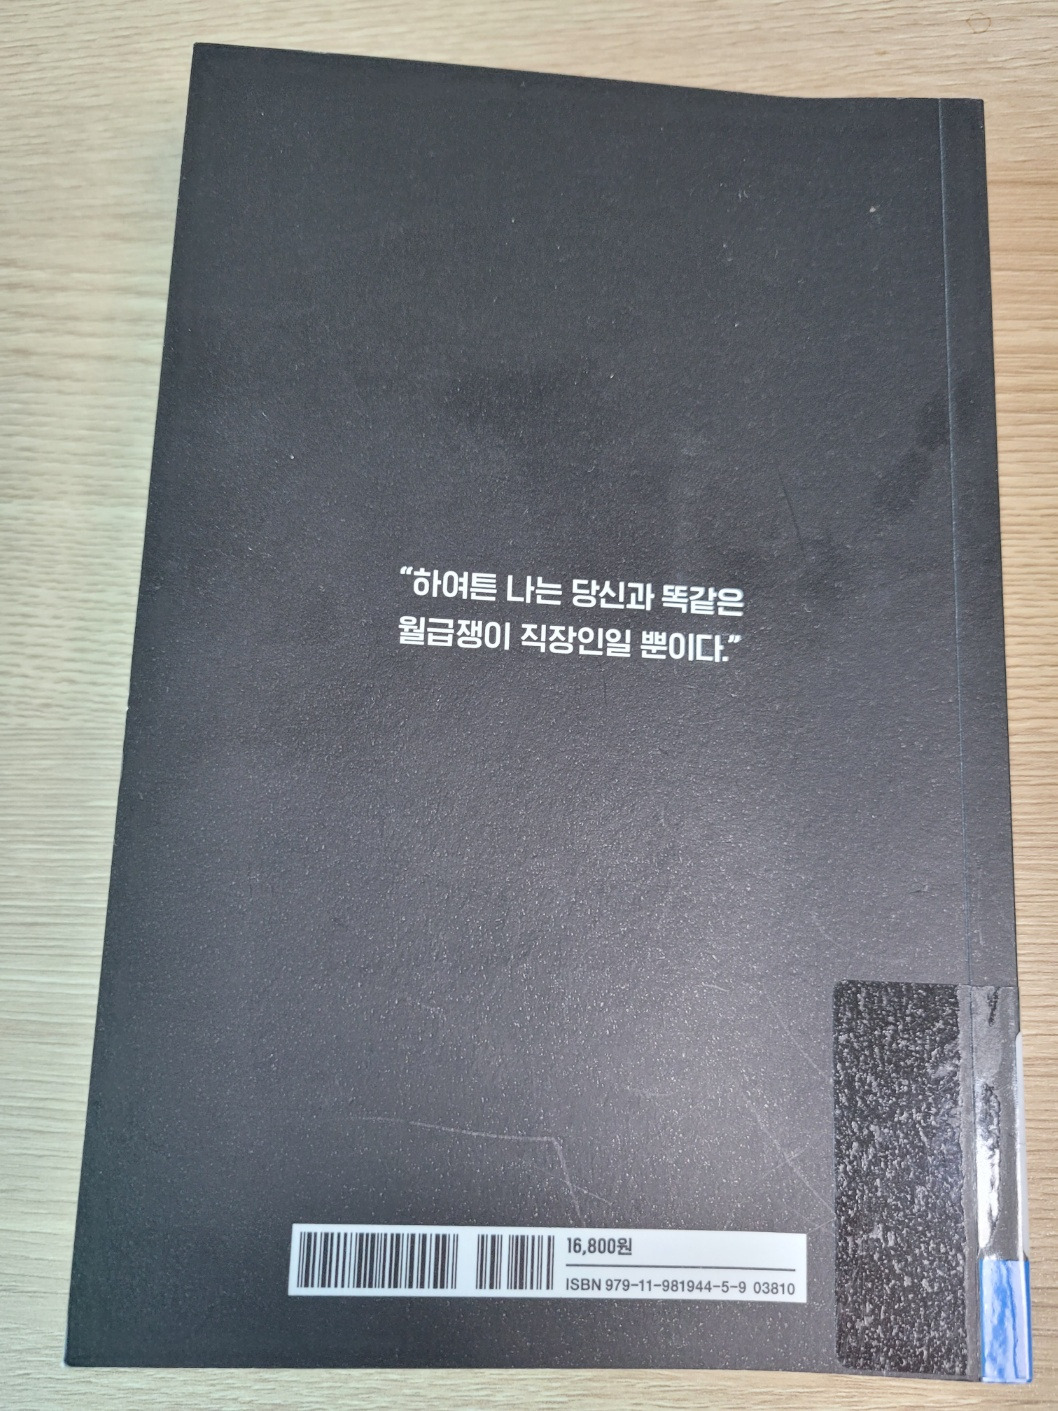 “하여튼 나는 당신과 똑같은
월급쟁이 직장인일 뿐이다.”
16,800원
ISBN 979-11-981944-5-9 03810